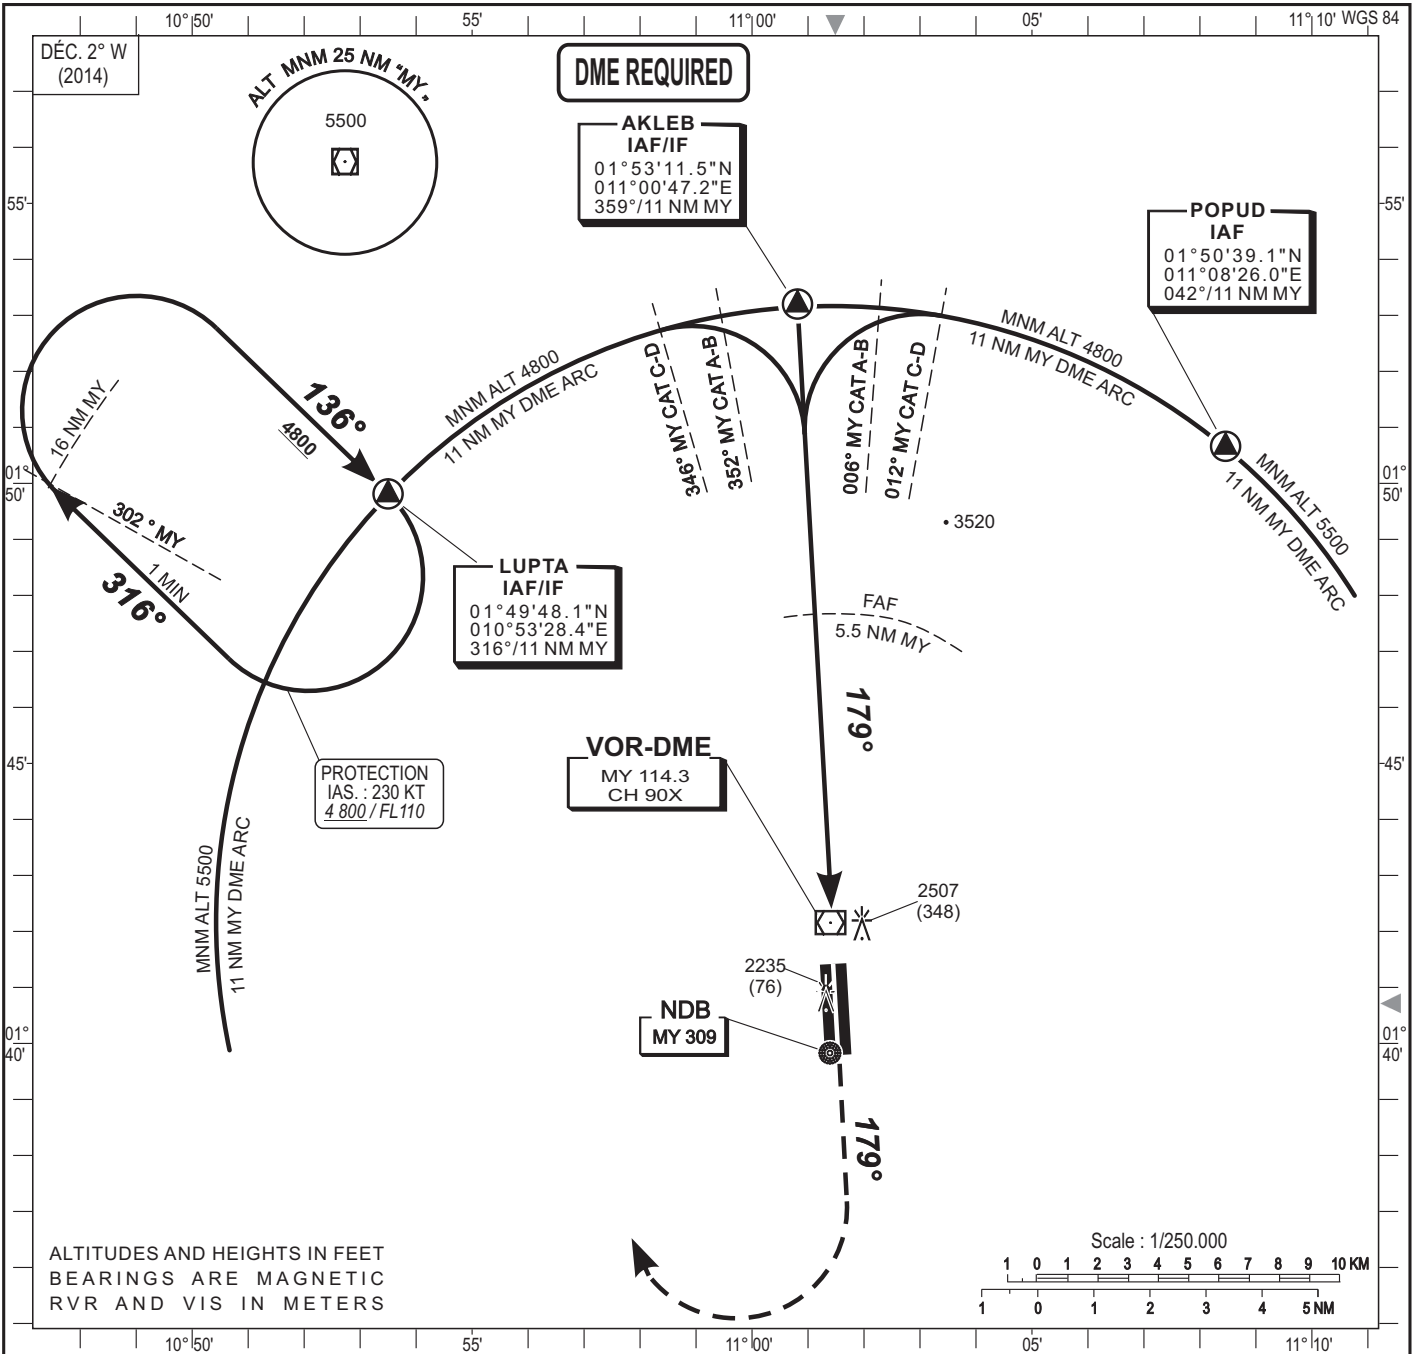 10° 50'
55'
11° 00'
05'
11° 10'
WGS 84
DÉC. 2° W
(2014)
ALT MNM 25 NM "MY"
5500
DME REQUIRED
AKLEB
IAF/IF
01°53'11.5"N
011°00'47.2"E
359°/11 NM MY
POPUD
IAF
01°50'39.1"N
011°08'26.0"E
042°/11 NM MY
55'
55'
136°
4800
16 NM MY
302° MY
1 MIN
316°
MNM ALT 4800
11 NM MY DME ARC
346° MY CAT C-D
352° MY CAT A-B
006° MY CAT A-B
012° MY CAT C-D
MNM ALT 4800
11 NM MY DME ARC
MNM ALT 5500
11 NM MY DME ARC
01°
50'
01°
50'
3520
LUPTA
IAF/IF
01°49'48.1"N
010°53'28.4"E
316°/11 NM MY
FAF
5.5 NM MY
179°
45'
45'
VOR-DME
MY 114.3
CH 90X
PROTECTION
IAS. : 230 KT
4 800 / FL110
MNM ALT 5500
11 NM MY DME ARC
2507
(348)
2235
(76)
NDB
MY 309
01°
40'
01°
40'
179°
ALTITUDES AND HEIGHTS IN FEET
BEARINGS ARE MAGNETIC
RVR AND VIS IN METERS
Scale : 1/250.000
1 0 1 2 3 4 5 6 7 8 9 10 KM
1 0 1 2 3 4 5 NM
10° 50'
55'
11° 00'
05'
11° 10'